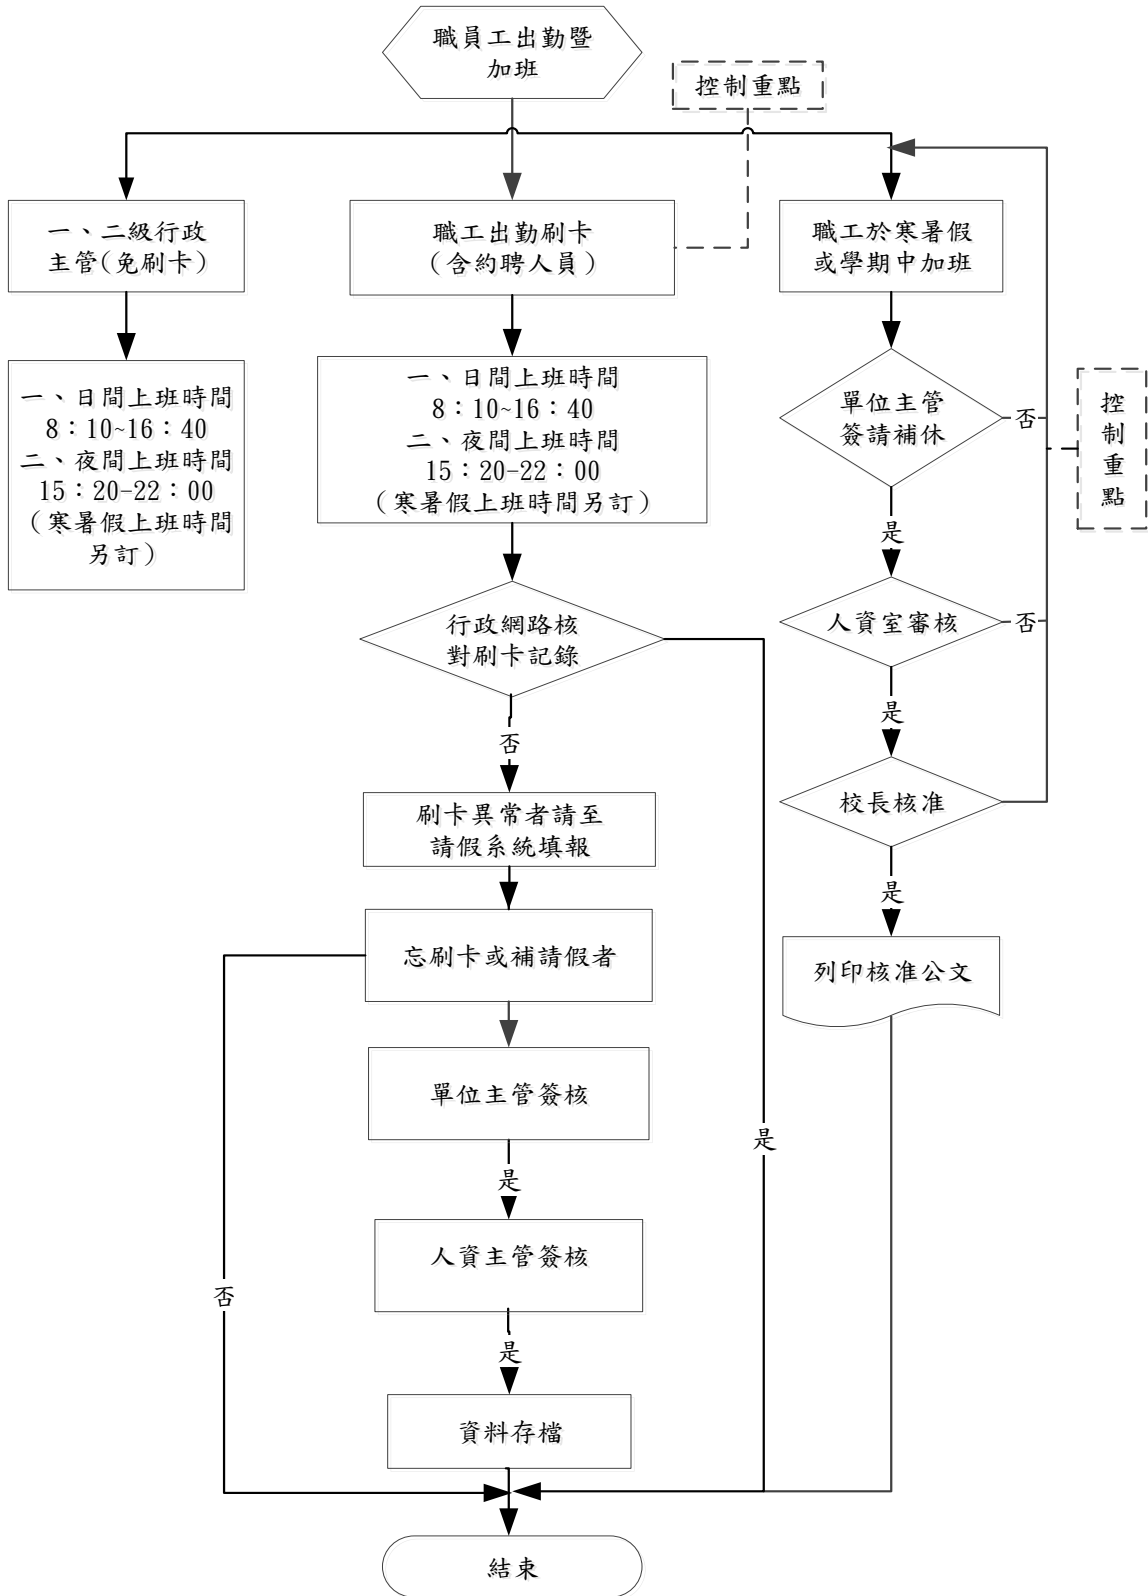 職員工出勤暨
加班
控制重點
一、二級行政
主管(免刷卡)
職工出勤刷卡
(含約聘人員)
職工於寒暑假
或學期中加班
一、日間上班時間
8：10~16：40
二、夜間上班時間
15：20-22：00
(寒暑假上班時間
另訂)
一、日間上班時間
8：10~16：40
二、夜間上班時間
15：20-22：00
(寒暑假上班時間另訂)
單位主管
簽請補休
否
控
制
重
點
是
行政網路核
對刷卡記錄
人資室審核
否
是
否
刷卡異常者請至
請假系統填報
校長核准
是
忘刷卡或補請假者
列印核准公文
單位主管簽核
是
是
人資主管簽核
否
是
資料存檔
結束